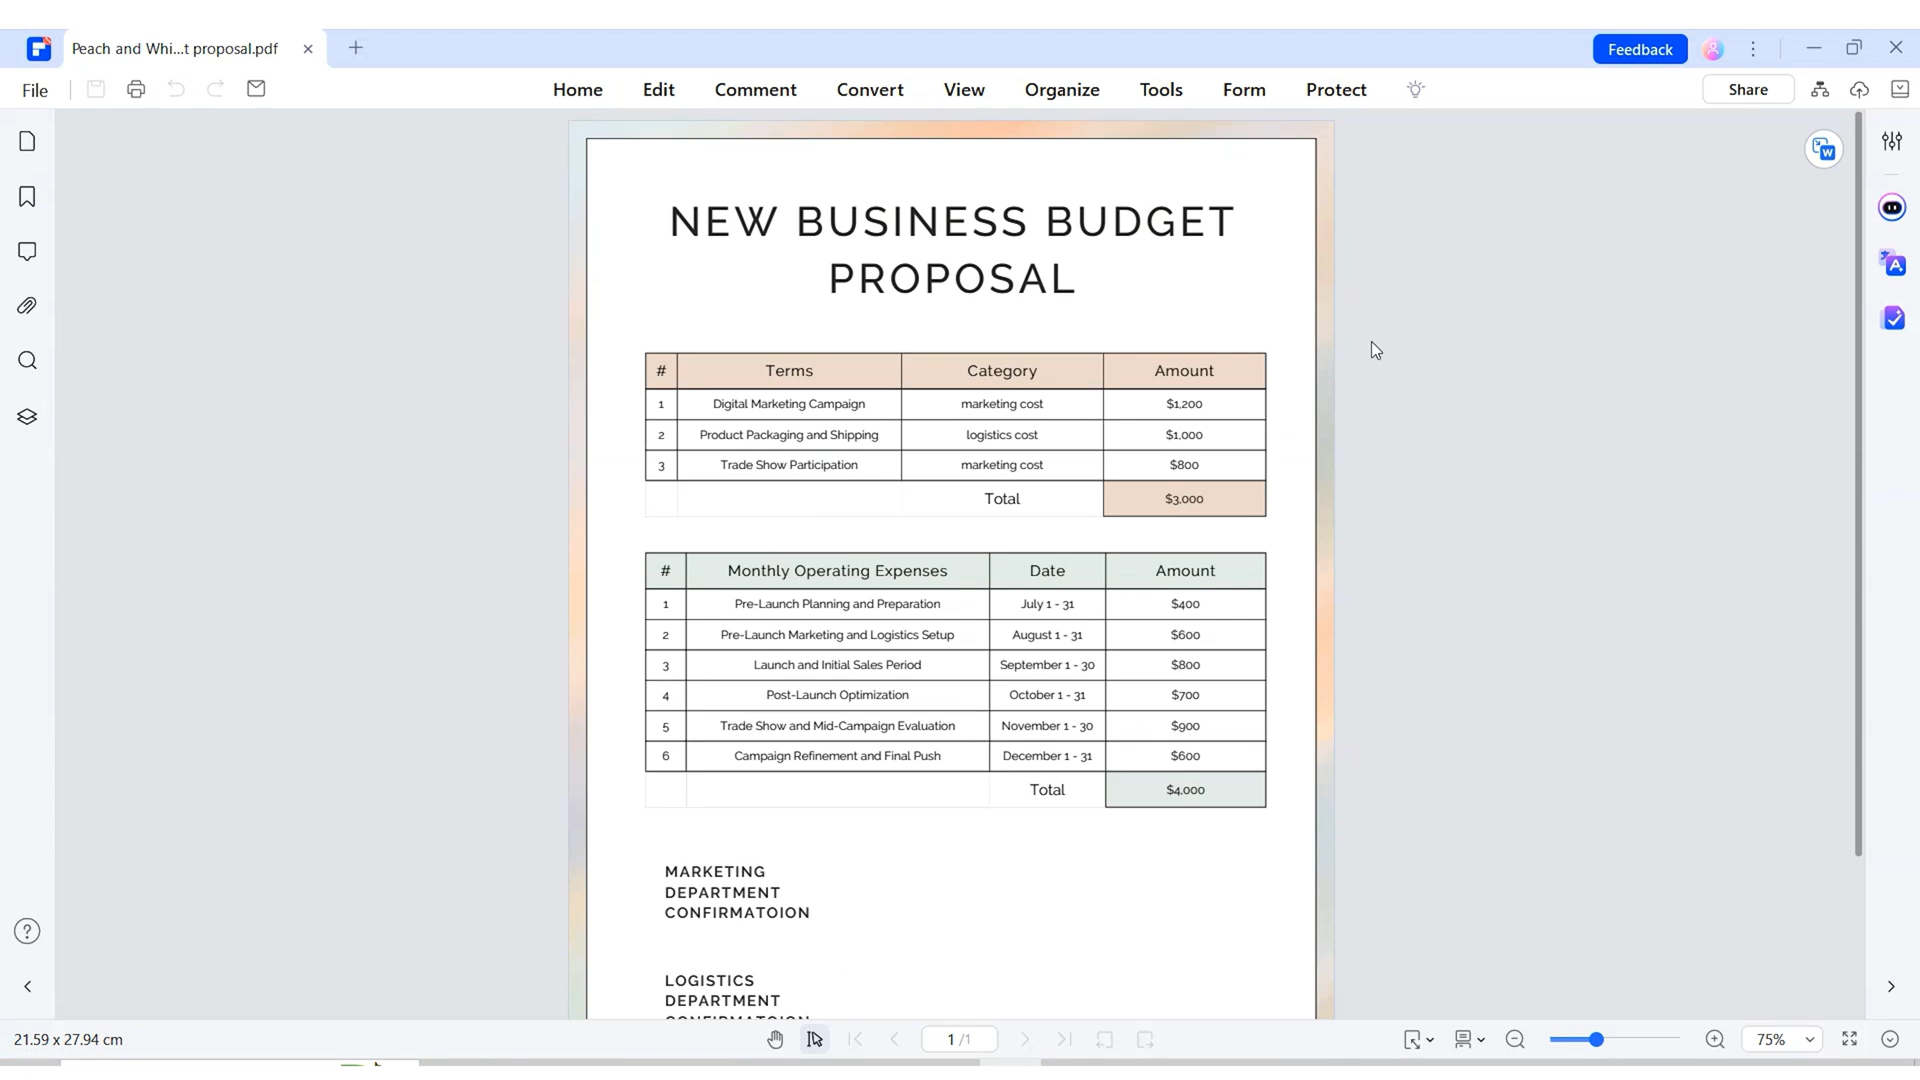 Peach and Whi...t proposal.pdf
Feedback
File
Home Edit Comment Convert View Organize Tools Form Protect
Share
W
A
NEW BUSINESS BUDGET
PROPOSAL
# Terms Category Amount
1 Digital Marketing Campaign marketing cost $1,200
2 Product Packaging and Shipping logistics cost $1,000
3 Trade Show Participation marketing cost $800
Total $3,000
# Monthly Operating Expenses Date Amount
1 Pre-Launch Planning and Preparation July 1 - 31 $400
2 Pre-Launch Marketing and Logistics Setup August 1 - 31 $600
3 Launch and Initial Sales Period September 1 - 30 $800
4 Post-Launch Optimization October 1 - 31 $700
5 Trade Show and Mid-Campaign Evaluation November 1 - 30 $900
6 Campaign Refinement and Final Push December 1 - 31 $600
Total $4,000
MARKETING
DEPARTMENT
CONFIRMATOION
LOGISTICS
DEPARTMENT
CONFIRMATOION
21.59 x 27.94 cm
1 /1
75%